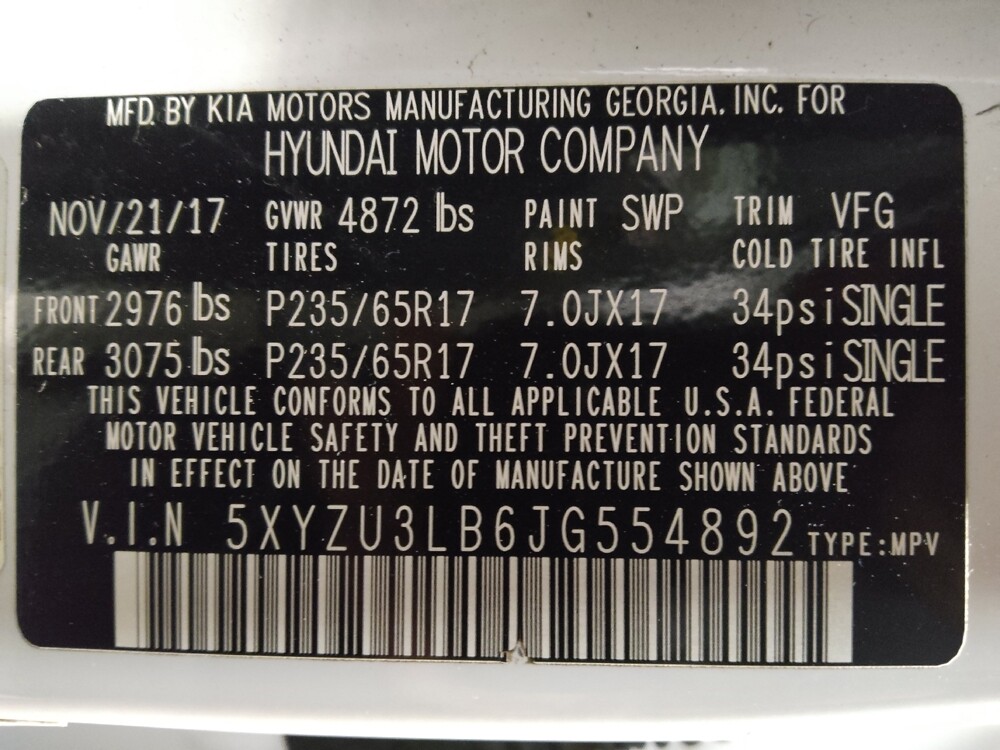 MFD. BY KIA MOTORS MANUFACTURING GEORGIA, INC. FOR
HYUNDAI MOTOR COMPANY
NOV/21/17 GVWR 4872 lbs PAINT SWP TRIM VFG
GAWR TIRES RIMS COLD TIRE INFL
FRONT 2976 lbs P235/65R17 7.0JX17 34psi SINGLE
REAR 3075 lbs P235/65R17 7.0JX17 34psi SINGLE
THIS VEHICLE CONFORMS TO ALL APPLICABLE U.S.A. FEDERAL
MOTOR VEHICLE SAFETY AND THEFT PREVENTION STANDARDS
IN EFFECT ON THE DATE OF MANUFACTURE SHOWN ABOVE
V.I.N 5XYZU3LB6JG554892 TYPE:MPV